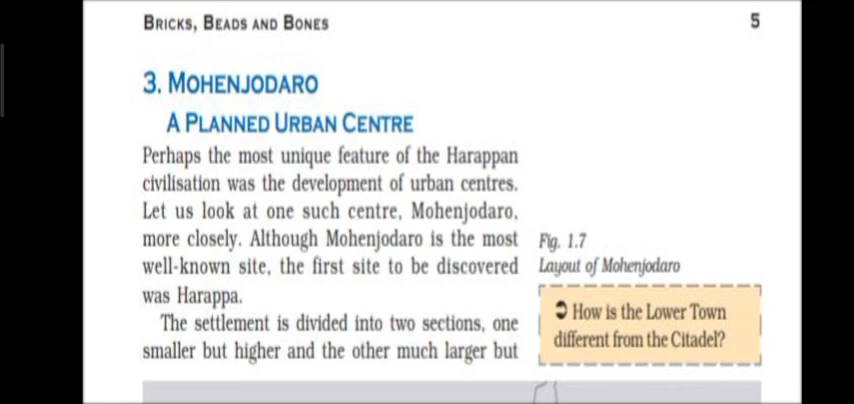 BRICKS, BEADS AND BONES 5
3. MOHENJODARO
A PLANNED URBAN CENTRE
Perhaps the most unique feature of the Harappan
civilisation was the development of urban centres.
Let us look at one such centre, Mohenjodaro,
more closely. Although Mohenjodaro is the most
well-known site, the first site to be discovered
was Harappa.
The settlement is divided into two sections, one
smaller but higher and the other much larger but
Fig. 1.7
Layout of Mohenjodaro
➲ How is the Lower Town
different from the Citadel?